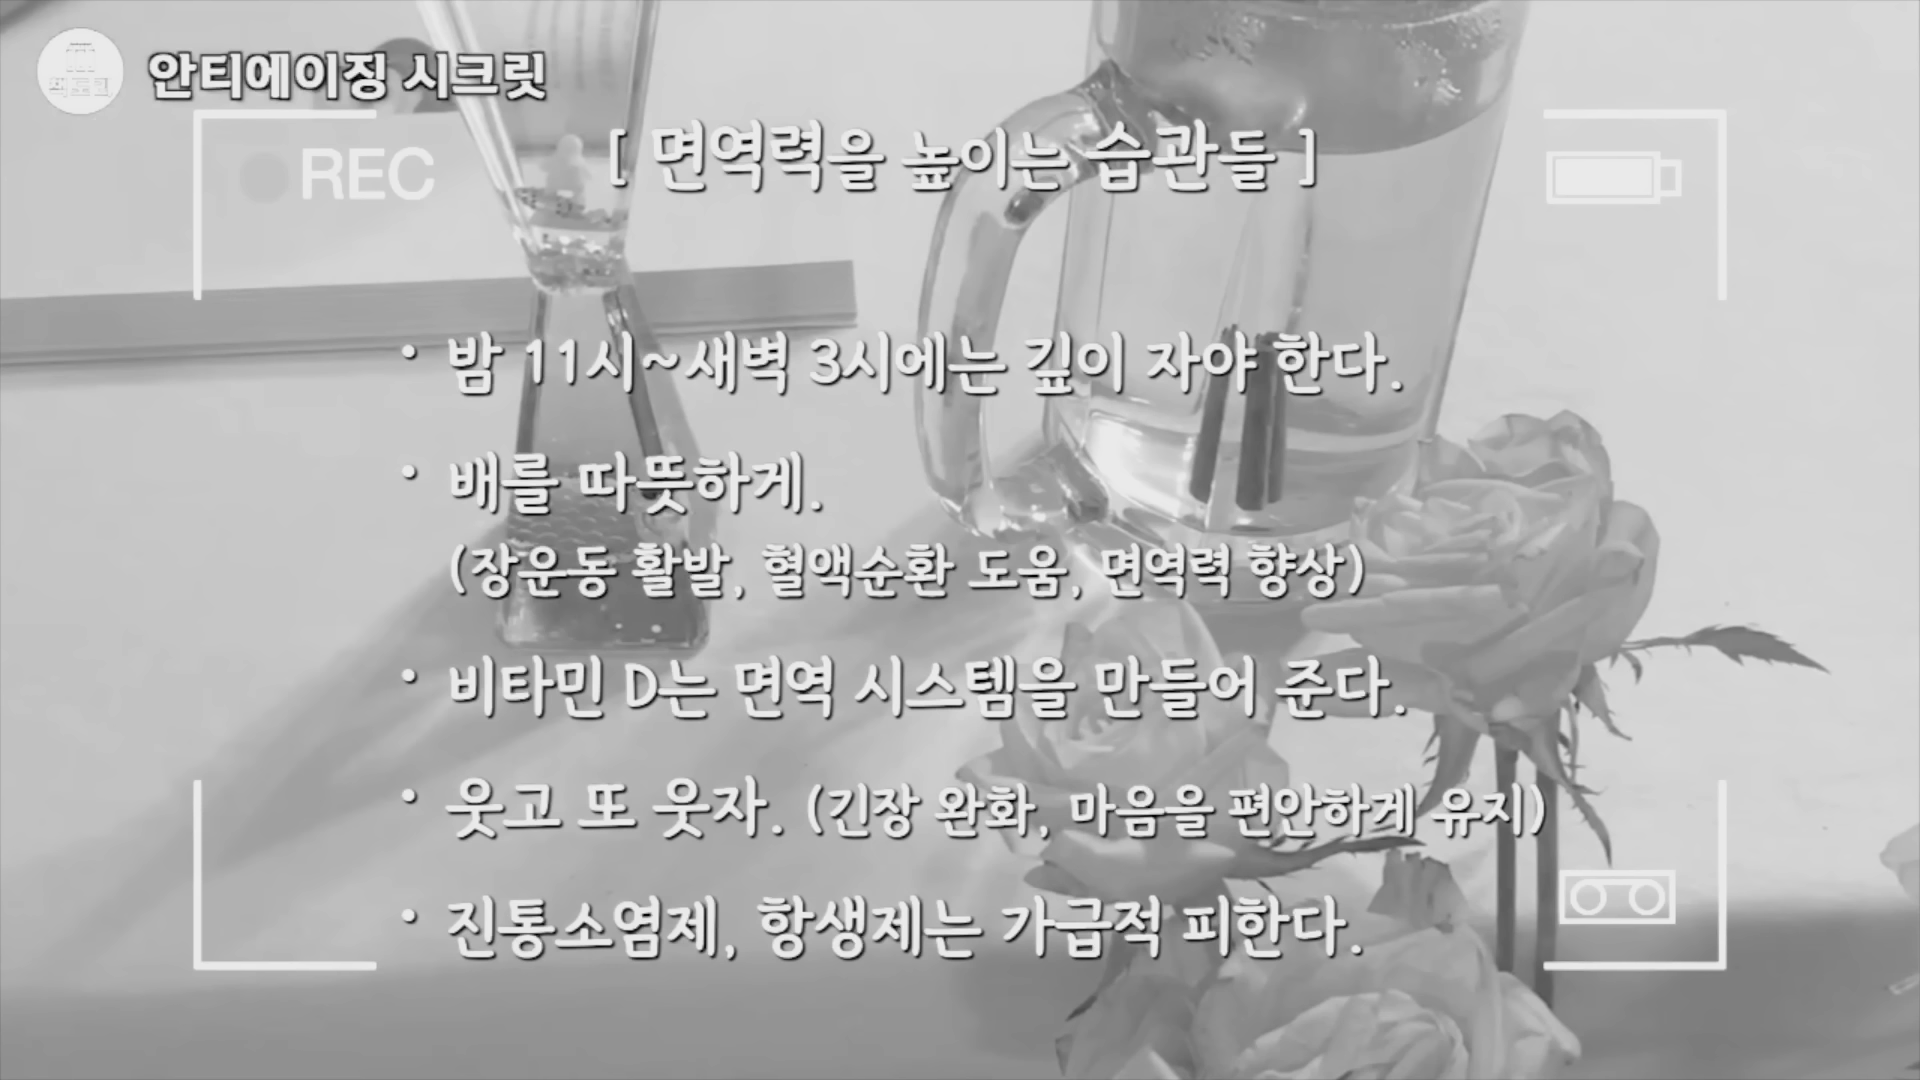 안티에이징 시크릿
REC
[ 면역력을 높이는 습관들 ]
· 밤 11시~새벽 3시에는 깊이 자야 한다.
· 배를 따뜻하게.
(장운동 활발, 혈액순환 도움, 면역력 향상)
· 비타민 D는 면역 시스템을 만들어 준다.
· 웃고 또 웃자. (긴장 완화, 마음을 편안하게 유지)
· 진통소염제, 항생제는 가급적 피한다.